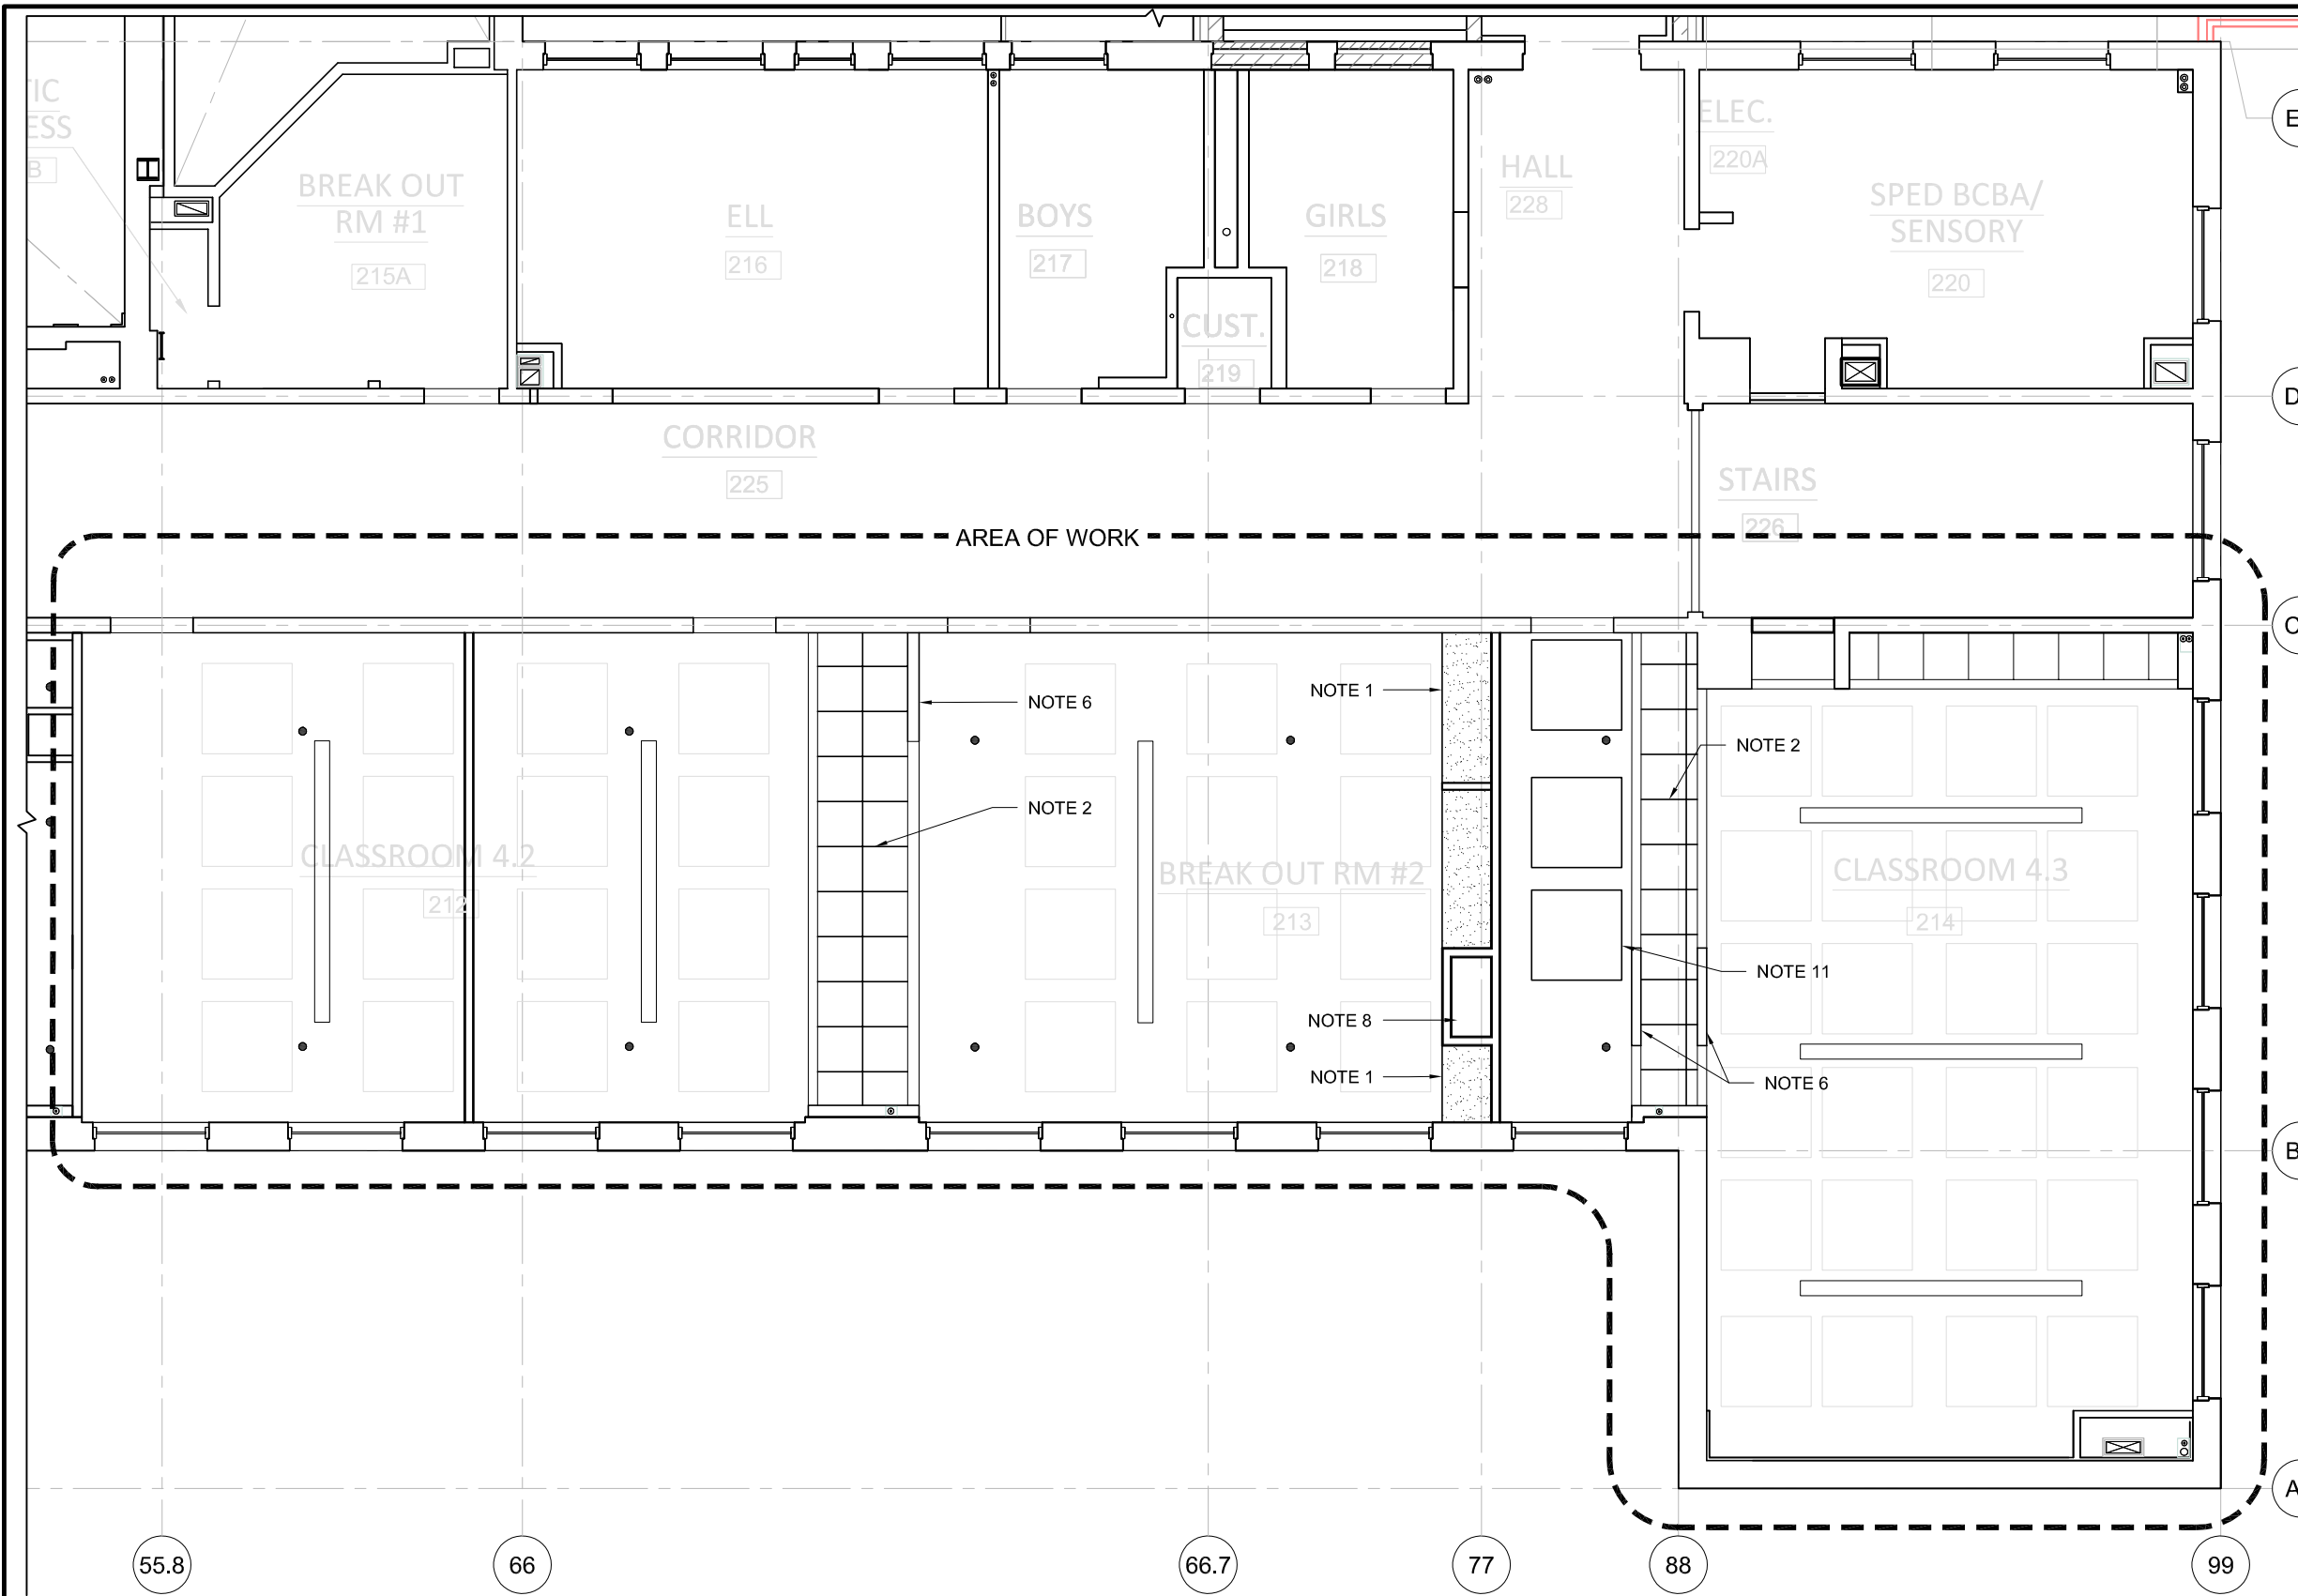 TIC
ESS
B
BREAK OUT
RM #1
215A
ELL
216
BOYS
217
GIRLS
218
CUST.
219
HALL
228
ELEC.
220A
SPED BCBA/
SENSORY
220
E
D
CORRIDOR
225
STAIRS
226
AREA OF WORK
C
NOTE 6
NOTE 1
NOTE 2
NOTE 2
CLASSROOM 4.2
212
BREAK OUT RM #2
213
CLASSROOM 4.3
214
NOTE 11
NOTE 8
NOTE 1
NOTE 6
B
A
55.8
66
66.7
77
88
99